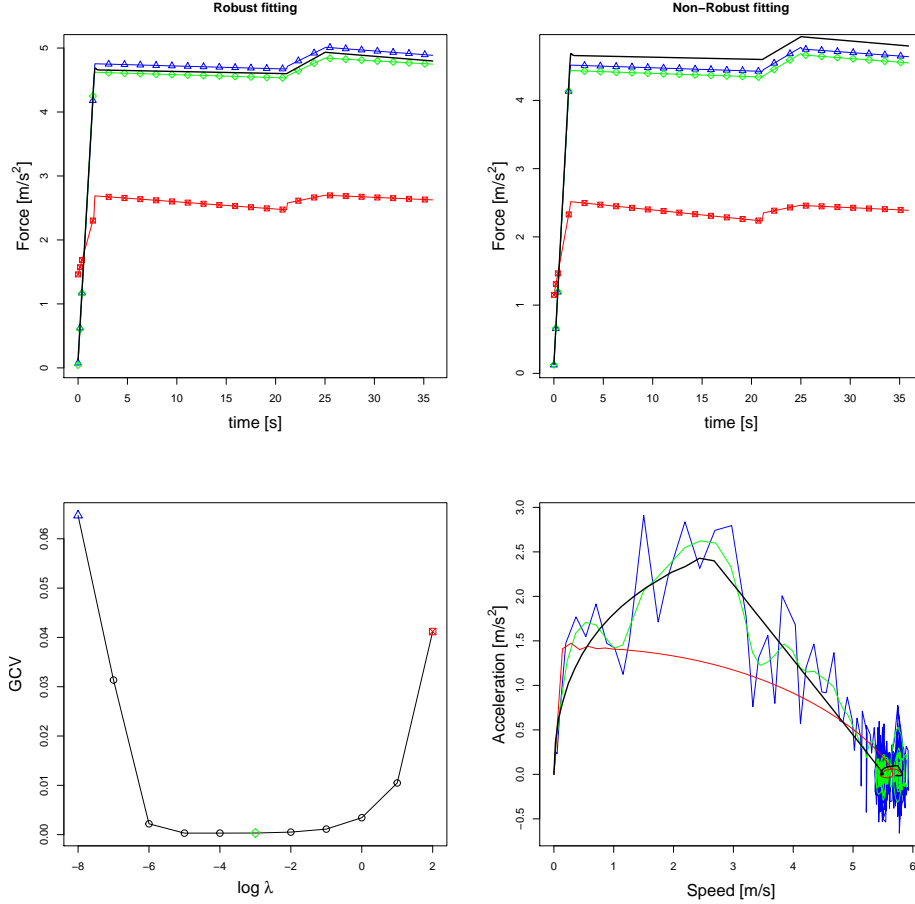 Robust fitting
Non−Robust fitting
Force [m/s²]
0 1 2 3 4 5
0 5 10 15 20 25 30 35
time [s]
Force [m/s²]
0 1 2 3 4
0 5 10 15 20 25 30 35
time [s]
GCV
0.00 0.01 0.02 0.03 0.04 0.05 0.06
−8 −6 −4 −2 0 2
log λ
Acceleration [m/s²]
−0.5 0.0 0.5 1.0 1.5 2.0 2.5 3.0
0 1 2 3 4 5 6
Speed [m/s]